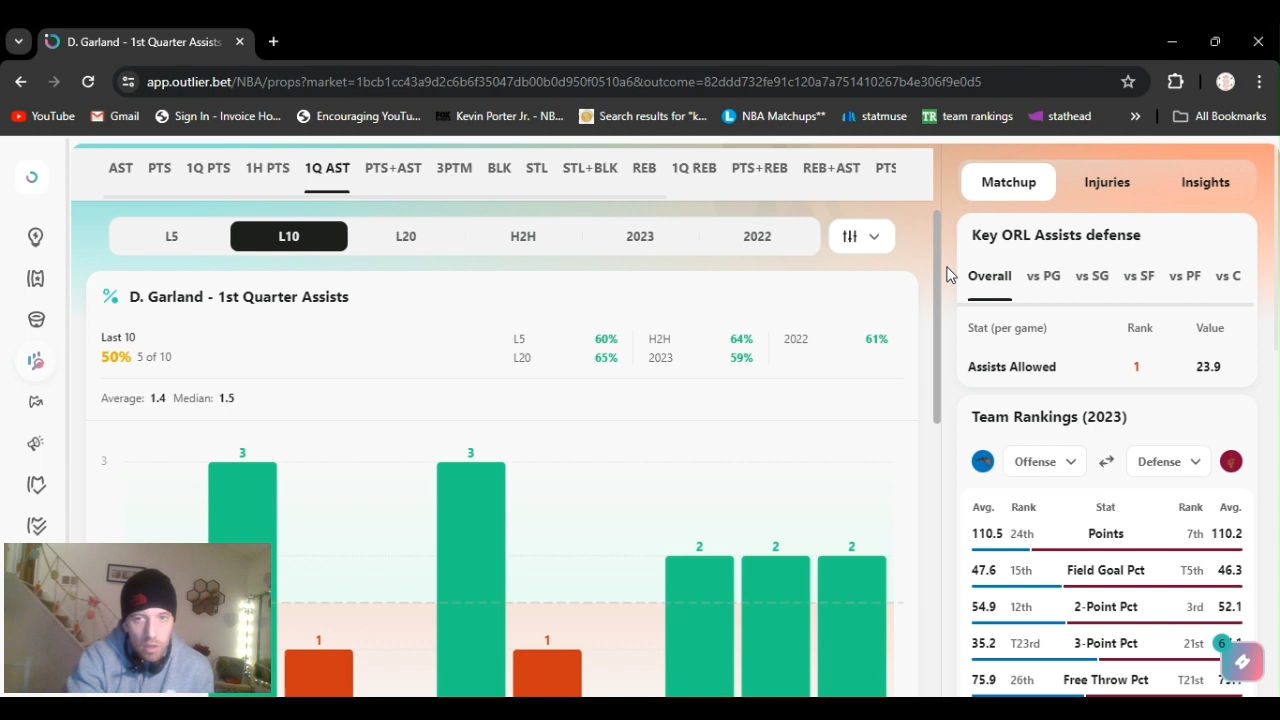 D. Garland - 1st Quarter Assists
app.outlier.bet/NBA/props?market=1bcb1cc43a9d2c6b6f35047db00b0d950f0510a6&outcome=82ddd732fe91c120a7a751410267b4e306f9e0d5
YouTube Gmail Sign In - Invoice Ho... Encouraging YouTu... Kevin Porter Jr. - NB... Search results for "k... NBA Matchups** statmuse team rankings stathead » All Bookmarks
AST PTS 1Q PTS 1H PTS 1Q AST PTS+AST 3PTM BLK STL STL+BLK REB 1Q REB PTS+REB REB+AST PTS
L5 L10 L20 H2H 2023 2022
% D. Garland - 1st Quarter Assists
Last 10
50% 5 of 10
L5 60% H2H 64% 2022 61%
L20 65% 2023 59%
Average: 1.4 Median: 1.5
3
3
3
2
2
2
1
1
Matchup Injuries Insights
Key ORL Assists defense
Overall vs PG vs SG vs SF vs PF vs C
Stat (per game) Rank Value
Assists Allowed 1 23.9
Team Rankings (2023)
Offense Defense
Avg. Rank Stat Rank Avg.
110.5 24th Points 7th 110.2
47.6 15th Field Goal Pct T5th 46.3
54.9 12th 2-Point Pct 3rd 52.1
35.2 T23rd 3-Point Pct 21st
75.9 26th Free Throw Pct T21st